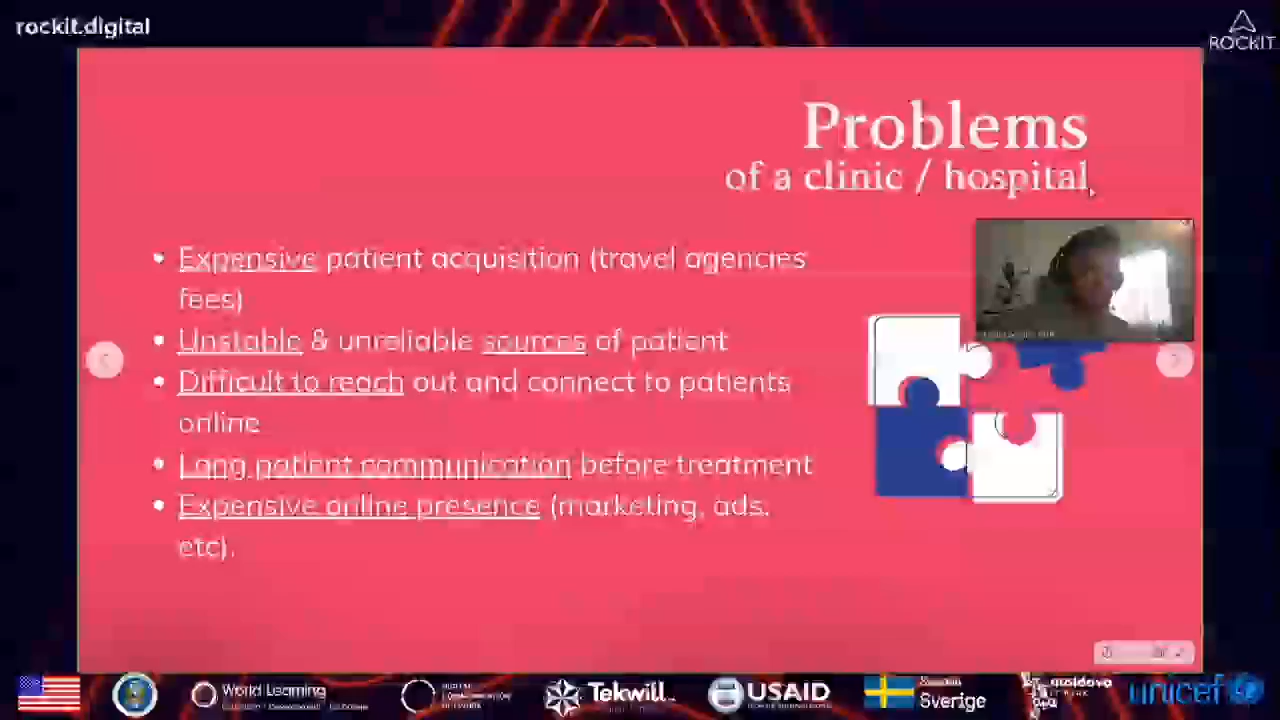 rockit.digital
ROCKIT
Problems
of a clinic / hospital
• Expensive patient acquisition (travel agencies
fees)
• Unstable & unreliable sources of patient
• Difficult to reach out and connect to patients
online
• Long patient communication before treatment
• Expensive online presence (marketing, ads,
etc).
World Learning
Tekwill
USAID
Sverige
moldova
unicef